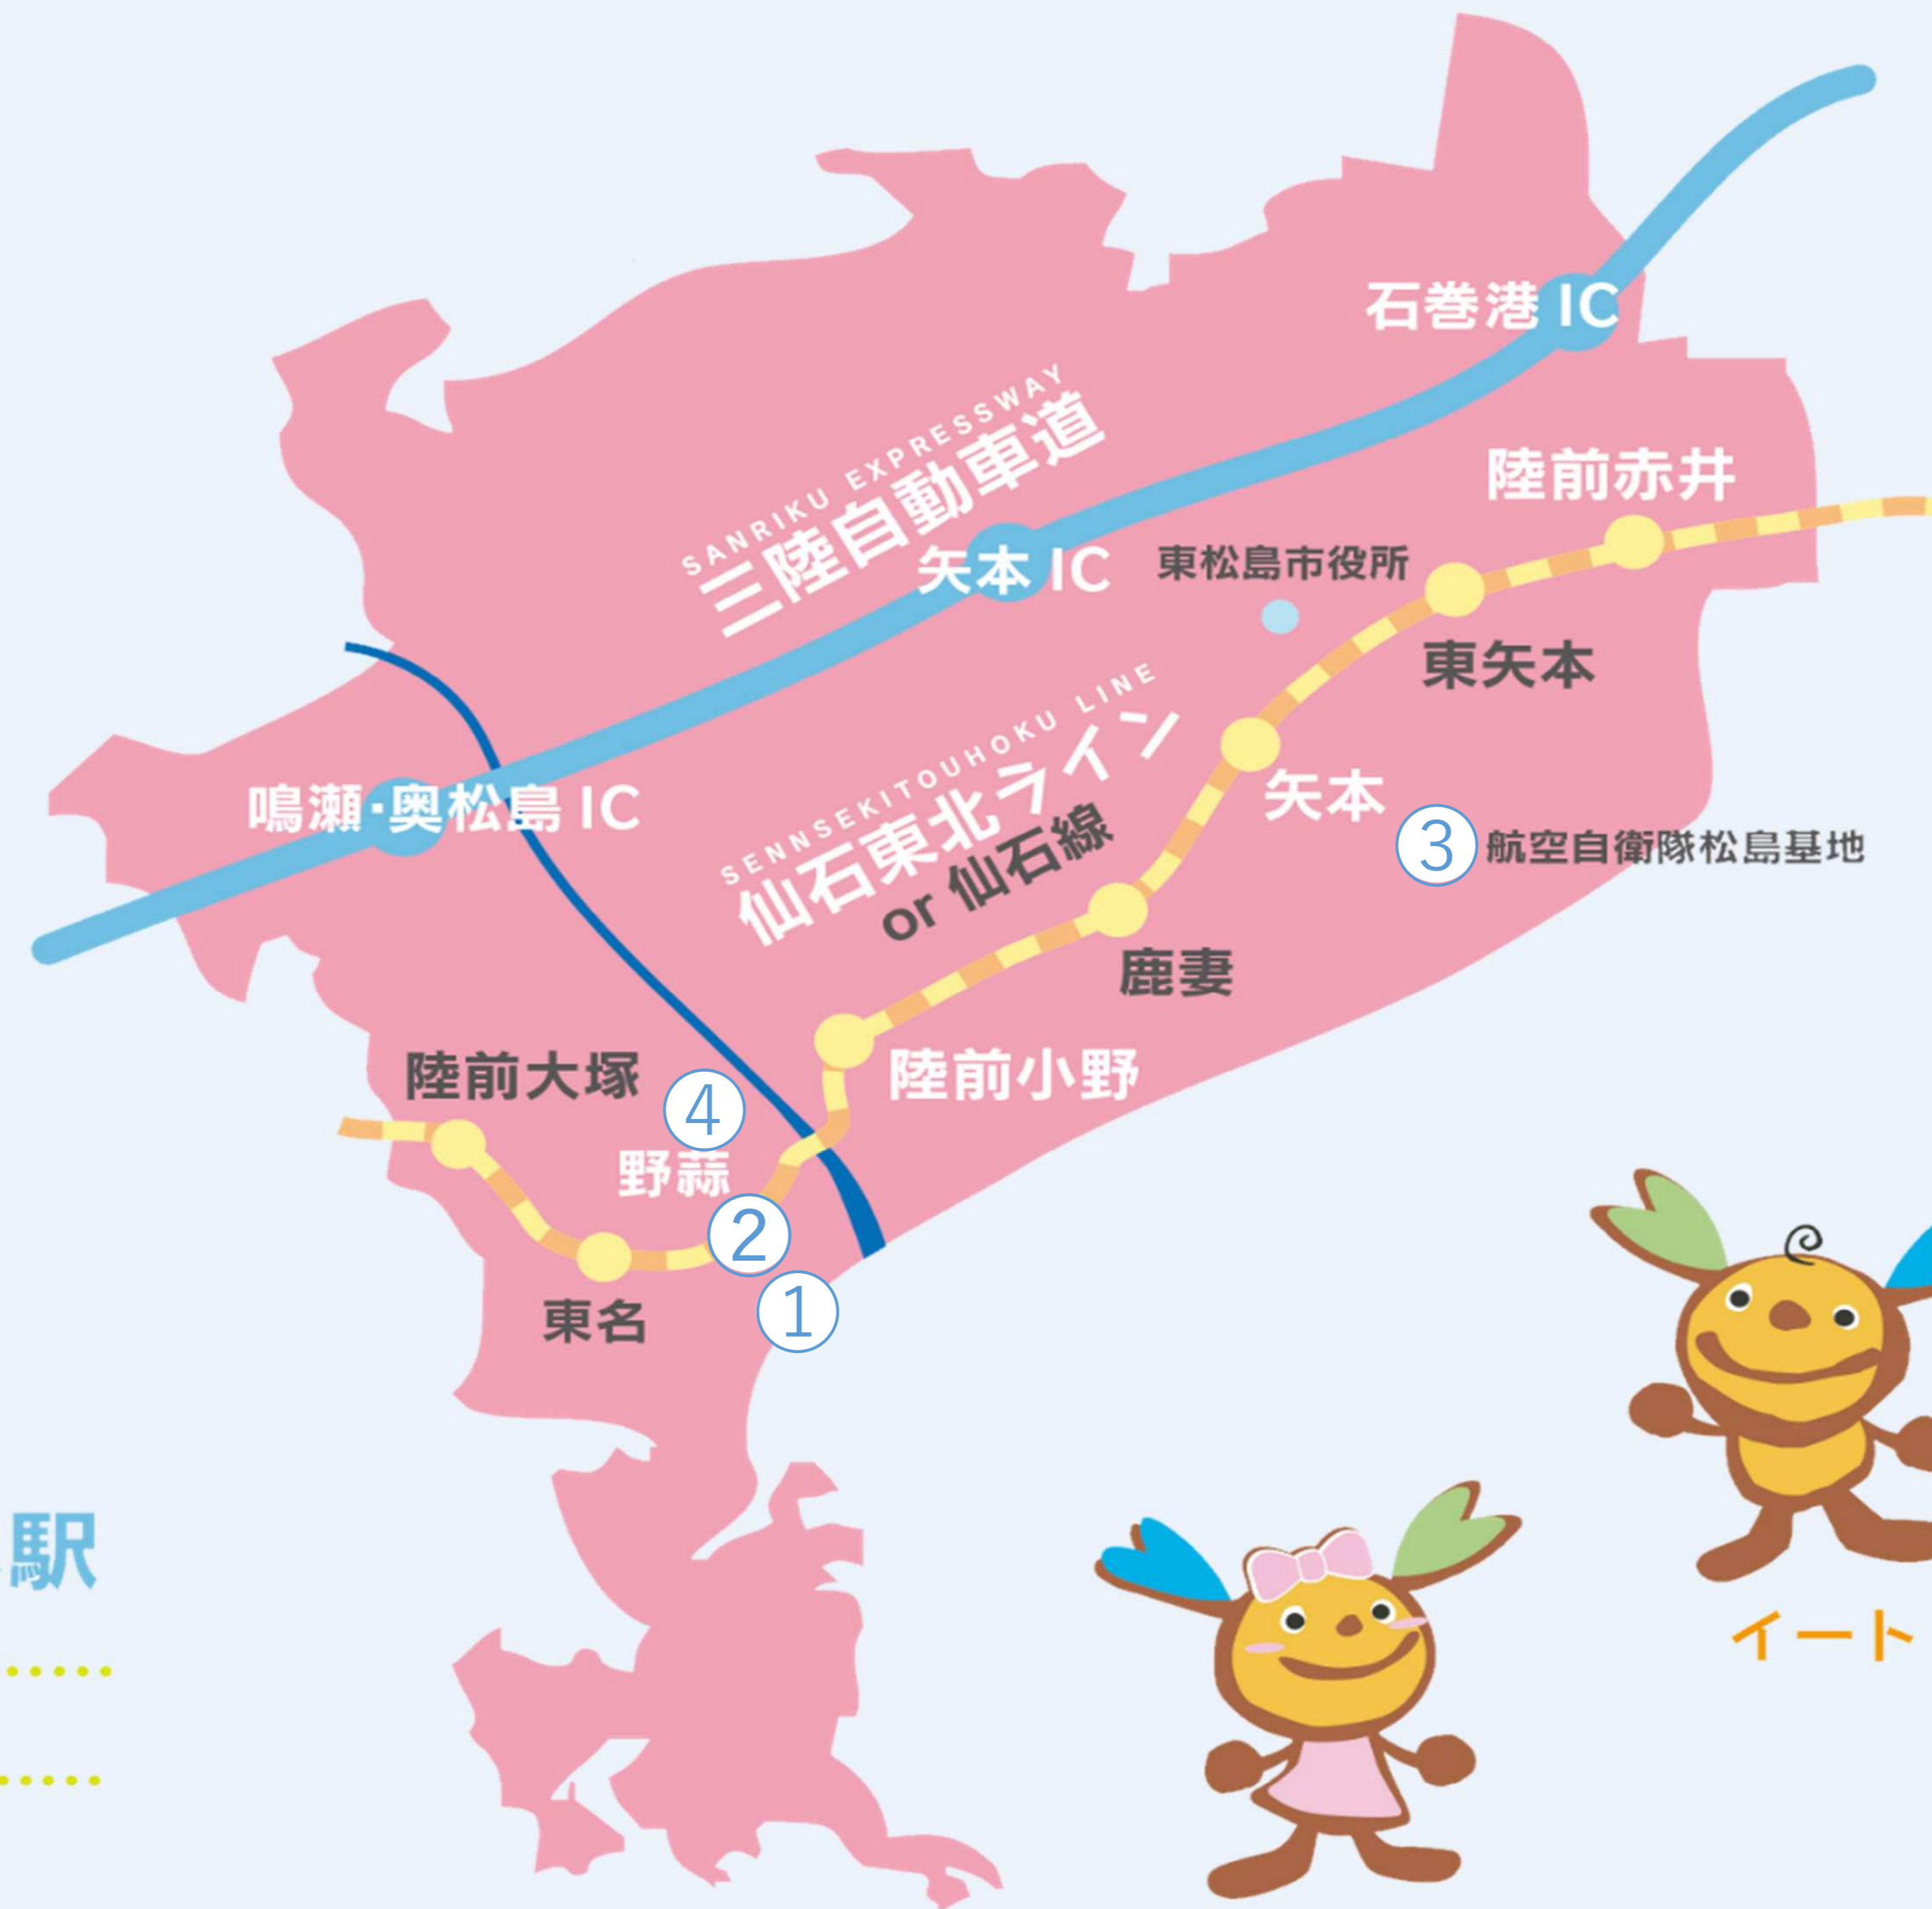 石巻港 IC
SANRIKU EXPRESSWAY
三陸自動車道
陸前赤井
矢本 IC
東松島市役所
東矢本
SENNSEKITOUHOKU LINE
仙石東北ライン
or 仙石線
鳴瀬・奥松島 IC
矢本
③ 航空自衛隊松島基地
鹿妻
陸前大塚
④
陸前小野
野蒜
②
①
東名
駅
イート